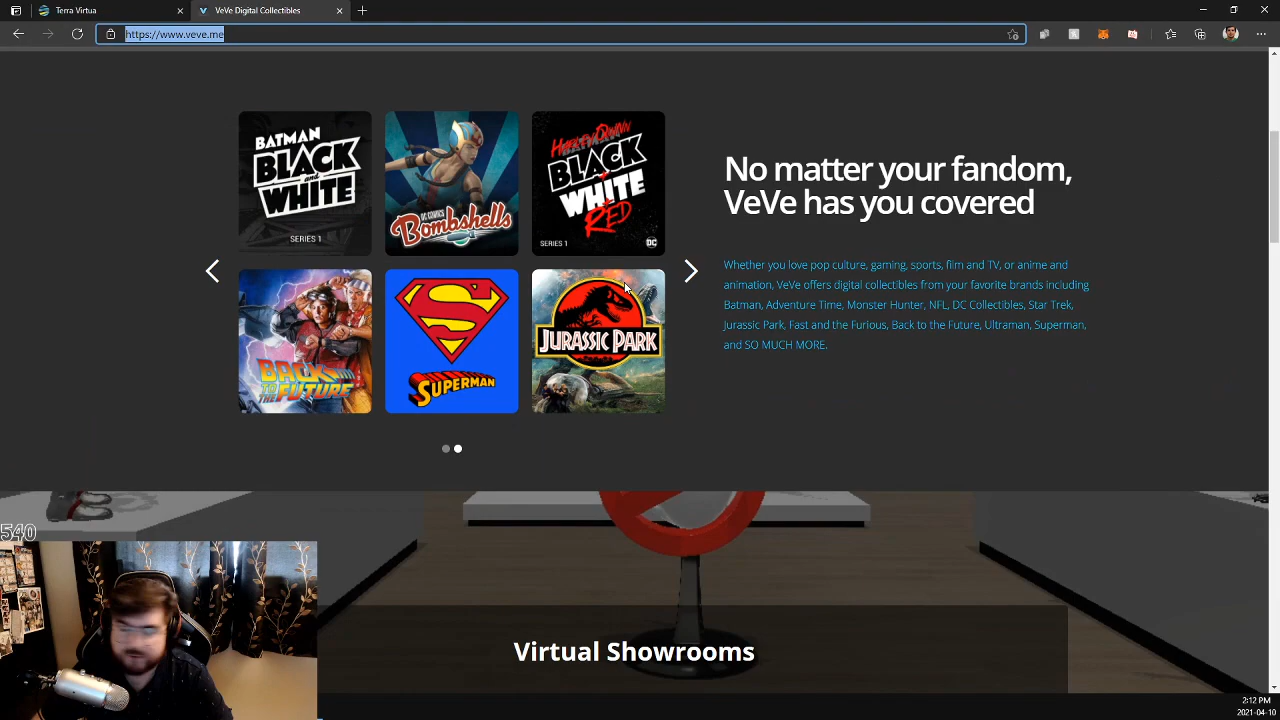 Terra Virtua
VeVe Digital Collectibles
https://www.veve.me
BATMAN
BLACK
and
WHITE
SERIES 1
DC COMICS
Bombshells
HARLEY QUINN
BLACK
+
WHITE
+
RED
SERIES 1
DC
BACK
TO THE
FUTURE
S
SUPERMAN
JURASSIC PARK
No matter your fandom,
VeVe has you covered
Whether you love pop culture, gaming, sports, film and TV, or anime and
animation, VeVe offers digital collectibles from your favorite brands including
Batman, Adventure Time, Monster Hunter, NFL, DC Collectibles, Star Trek,
Jurassic Park, Fast and the Furious, Back to the Future, Ultraman, Superman,
and SO MUCH MORE.
540
Virtual Showrooms
2:12 PM
2021-04-10